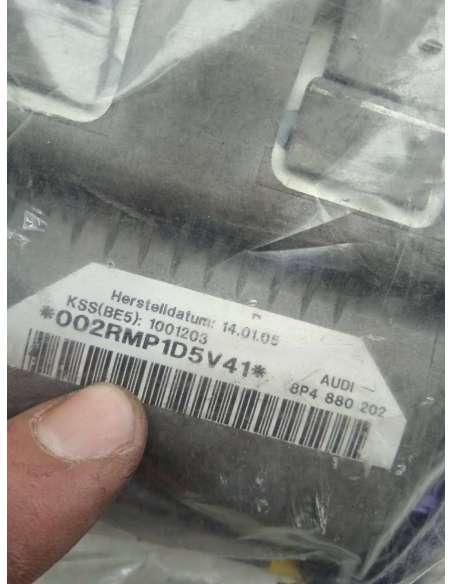 Herstelldatum: 14.01.05
KSS(BE5): 1001203
*002RMP1D5V41*
AUDI
8P4 880 202